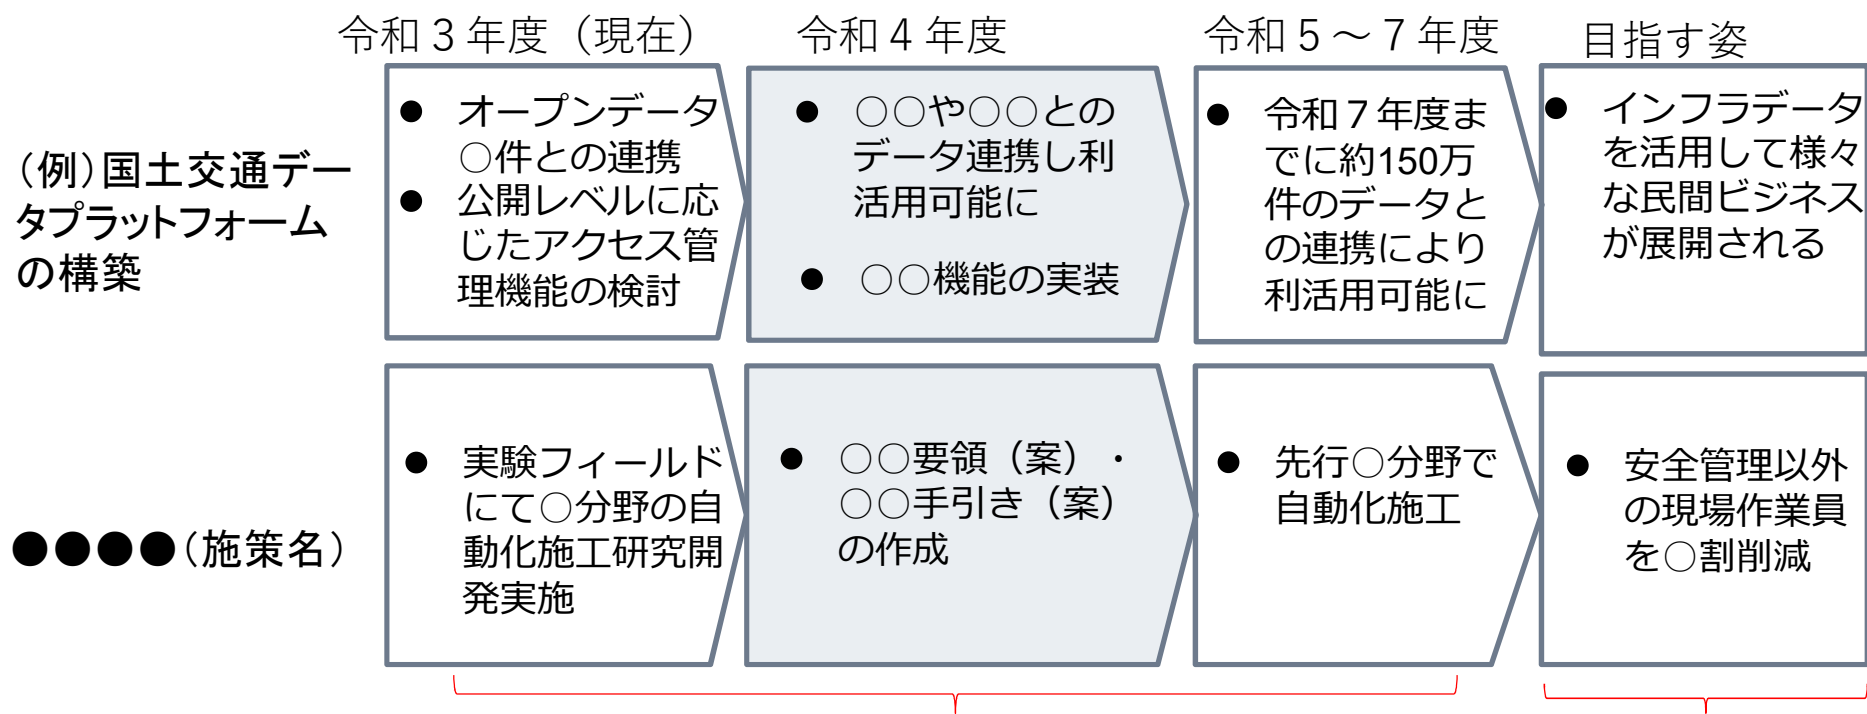 令和３年度（現在）
令和４年度
令和５～７年度
目指す姿
（例）国土交通デー
タプラットフォーム
の構築
● オープンデータ
○件との連携
● 公開レベルに応
じたアクセス管
理機能の検討
● ○○や○○との
データ連携し利
活用可能に
● ○○機能の実装
● 令和７年度ま
でに約150万
件のデータと
の連携により
利活用可能に
● インフラデータ
を活用して様々
な民間ビジネス
が展開される
●●●●（施策名）
● 実験フィールド
にて○分野の自
動化施工研究開
発実施
● ○○要領（案）・
○○手引き（案）
の作成
● 先行○分野で
自動化施工
● 安全管理以外
の現場作業員
を○割削減